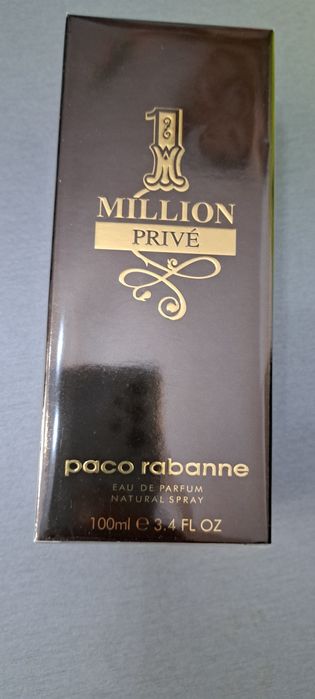 1
MILLION
PRIVÉ
paco rabanne
EAU DE PARFUM
NATURAL SPRAY
100ml e 3.4 FL OZ